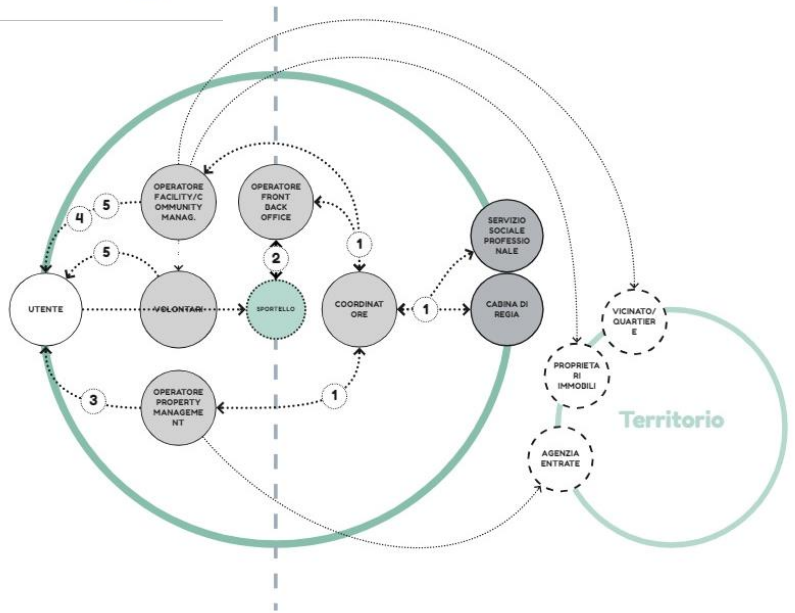 OPERATORE
FACILITY/C
OMMUNITY
MANAG.
OPERATORE
FRONT
BACK
OFFICE
SERVIZIO
SOCIALE
PROFESSIO
NALE
5
4
5
1
2
UTENTE
VOLONTARI
SPORTELLO
COORDINAT
ORE
1
CABINA DI
REGIA
VICINATO/
QUARTIER
E
PROPRIETA
RI
IMMOBILI
OPERATORE
PROPERTY
MANAGEME
NT
3
1
Territorio
AGENZIA
ENTRATE